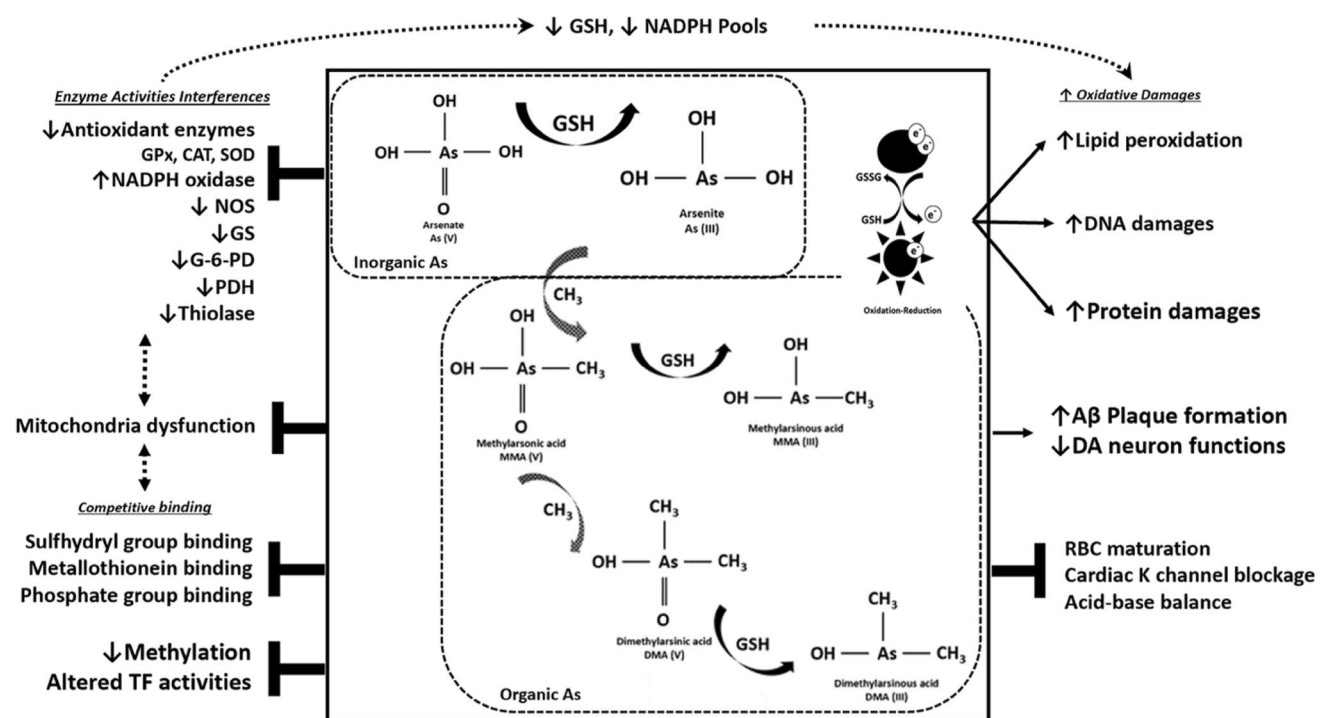 ↓ GSH, ↓ NADPH Pools
Enzyme Activities Interferences
↓Antioxidant enzymes
GPx, CAT, SOD
↑NADPH oxidase
↓ NOS
↓GS
↓G-6-PD
↓PDH
↓Thiolase
Mitochondria dysfunction
Competitive binding
Sulfhydryl group binding
Metallothionein binding
Phosphate group binding
↓Methylation
Altered TF activities
OH
OH — As — OH
O
Arsenate
As (V)
GSH
OH
OH — As — OH
Arsenite
As (III)
Inorganic As
CH₃
OH
OH — As — CH₃
O
Methylarsonic acid
MMA (V)
GSH
OH
OH — As —CH₃
Methylarsinous acid
MMA (III)
CH₃
CH₃
OH — As — CH₃
O
Dimethylarsinic acid
DMA (V)
GSH
CH₃
OH — As — CH₃
Dimethylarsinous acid
DMA (III)
Organic As
e⁻
e⁻
GSSG
GSH
e⁻
e⁻
Oxidation-Reduction
↑ Oxidative Damages
↑Lipid peroxidation
↑DNA damages
↑Protein damages
↑Aβ Plaque formation
↓DA neuron functions
RBC maturation
Cardiac K channel blockage
Acid-base balance